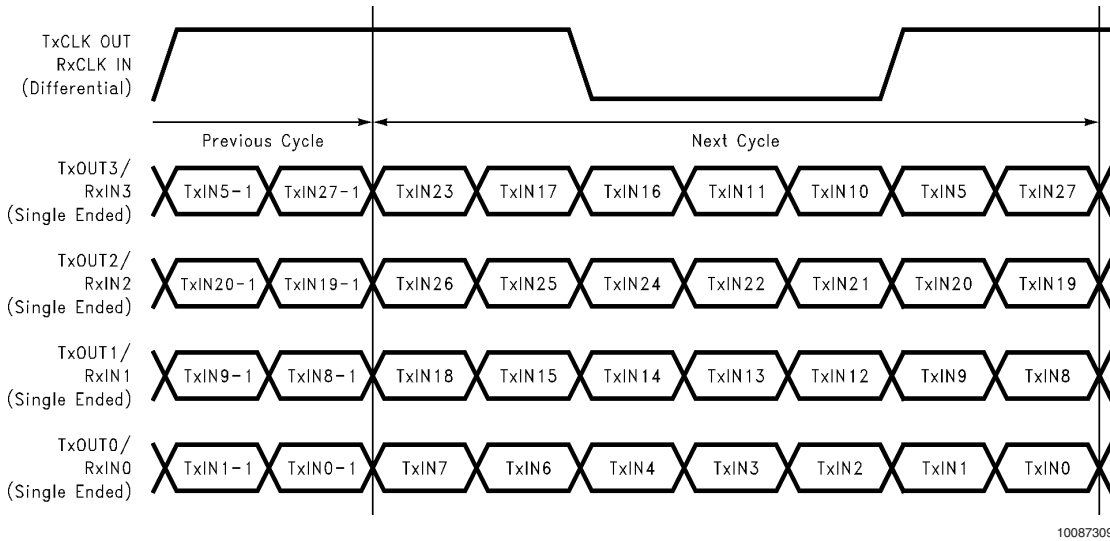 TxCLK OUT
RxCLK IN
(Differential)
Previous Cycle
Next Cycle
TxOUT3/
RxIN3
(Single Ended)
TxIN5-1 TxIN27-1 TxIN23 TxIN17 TxIN16 TxIN11 TxIN10 TxIN5 TxIN27
TxOUT2/
RxIN2
(Single Ended)
TxIN20-1 TxIN19-1 TxIN26 TxIN25 TxIN24 TxIN22 TxIN21 TxIN20 TxIN19
TxOUT1/
RxIN1
(Single Ended)
TxIN9-1 TxIN8-1 TxIN18 TxIN15 TxIN14 TxIN13 TxIN12 TxIN9 TxIN8
TxOUT0/
RxIN0
(Single Ended)
TxIN1-1 TxIN0-1 TxIN7 TxIN6 TxIN4 TxIN3 TxIN2 TxIN1 TxIN0
10087309